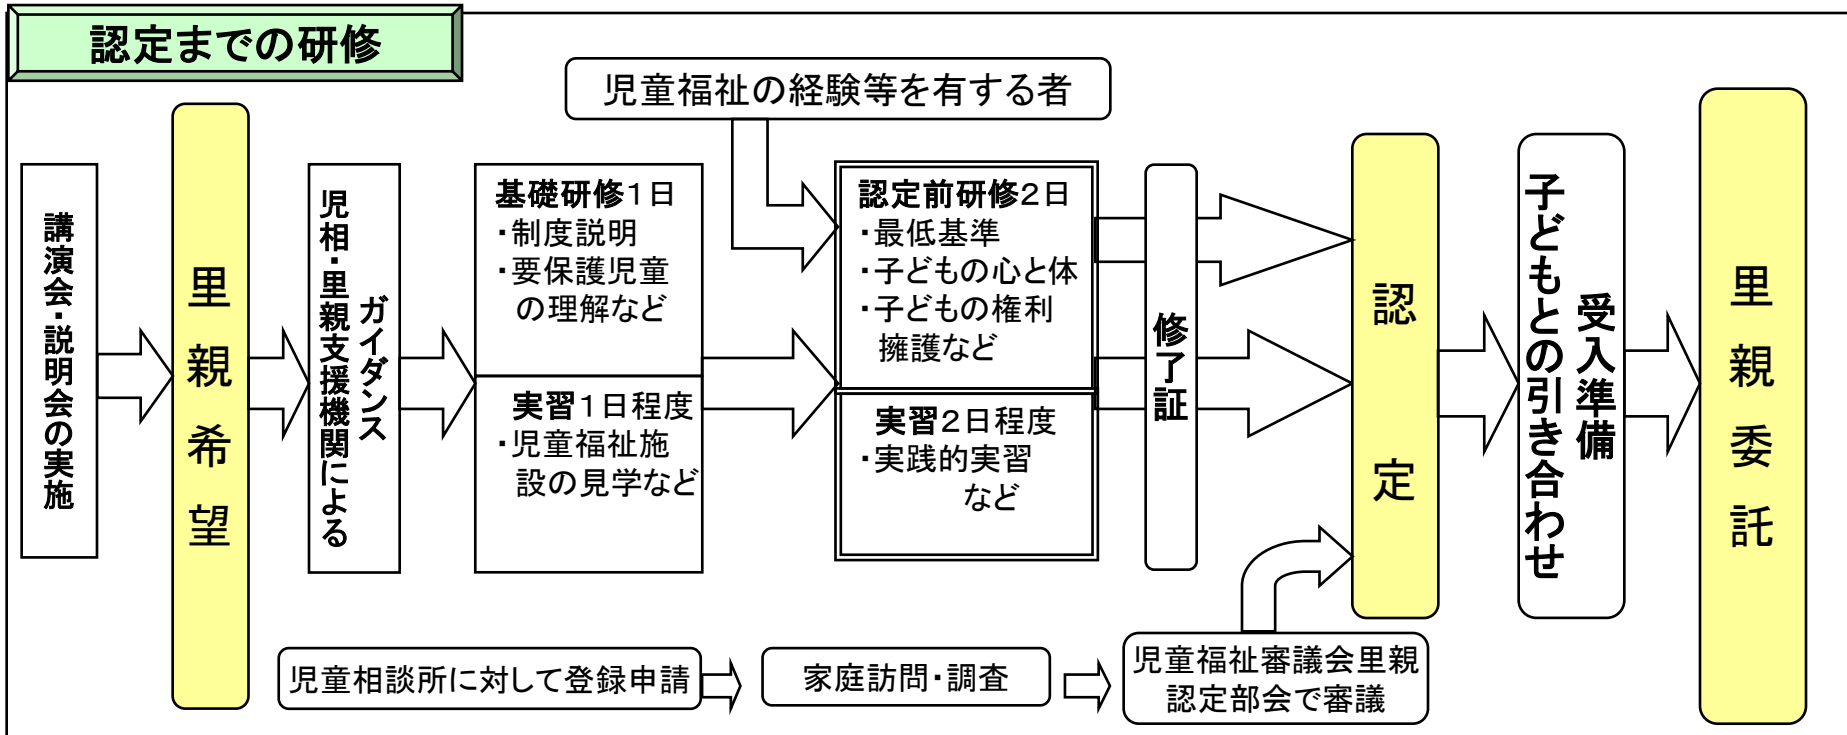 認定までの研修
児童福祉の経験等を有する者
講演会・説明会の実施
里親希望
児相・里親支援機関による
ガイダンス
基礎研修1日
・制度説明
・要保護児童
の理解など
実習1日程度
・児童福祉施
設の見学など
認定前研修2日
・最低基準
・子どもの心と体
・子どもの権利
擁護など
実習2日程度
・実践的実習
など
修了証
認定
子どもとの引き合わせ
受入準備
里親委託
児童相談所に対して登録申請
家庭訪問・調査
児童福祉審議会里親
認定部会で審議